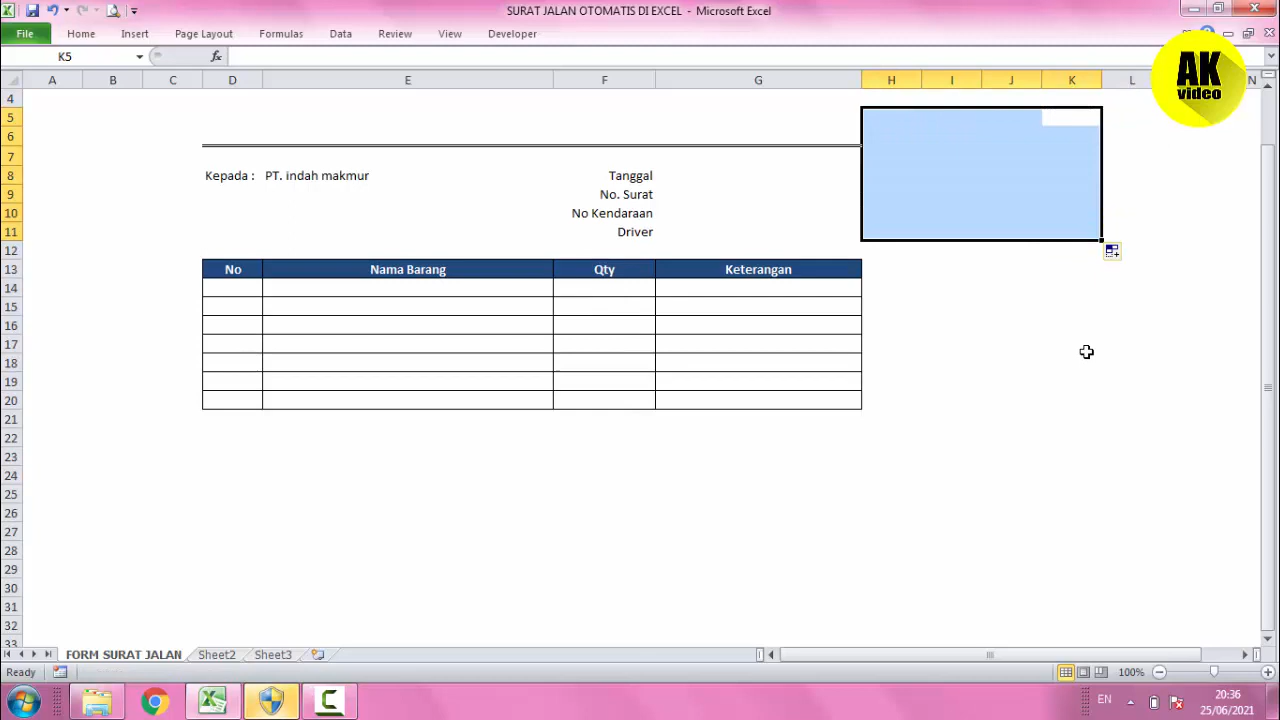 SURAT JALAN OTOMATIS DI EXCEL - Microsoft Excel
File Home Insert Page Layout Formulas Data Review View Developer
AK
video
K5 fx
A B C D E F G H I J K L N
4
5
6
7
8 Kepada : PT. indah makmur Tanggal
9 No. Surat
10 No Kendaraan
11 Driver
12
13 No Nama Barang Qty Keterangan
14
15
16
17
18
19
20
21
22
23
24
25
26
27
28
29
30
31
32
33
FORM SURAT JALAN Sheet2 Sheet3
Ready 100%
EN 20:36
25/06/2021